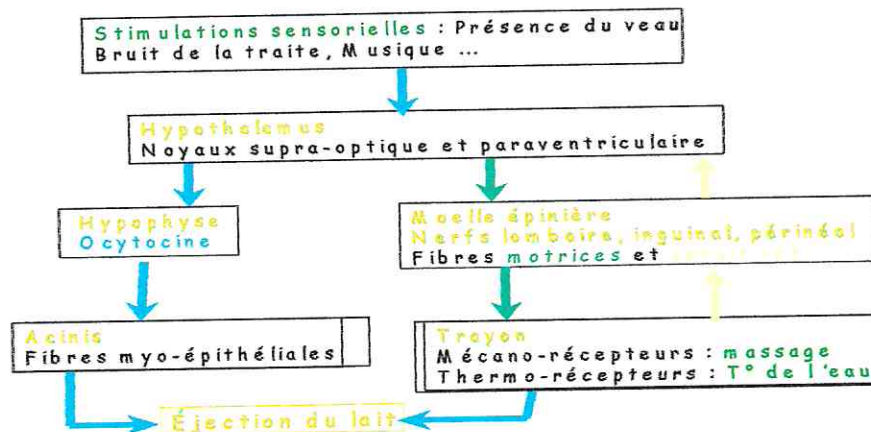 Stimulations sensorielles : Présence du veau
Bruit de la traite, Musique ...
Hypothalamus
Noyaux supra-optique et paraventriculaire
Hypophyse
Ocytocine
Moelle épinière
Nerfs lombaire, inguinal, périnéal
Fibres motrices et
Acinis
Fibres myo-épithéliales
Trayon
Mécano-récepteurs : massage
Thermo-récepteurs : T° de l'eau
Éjection du lait